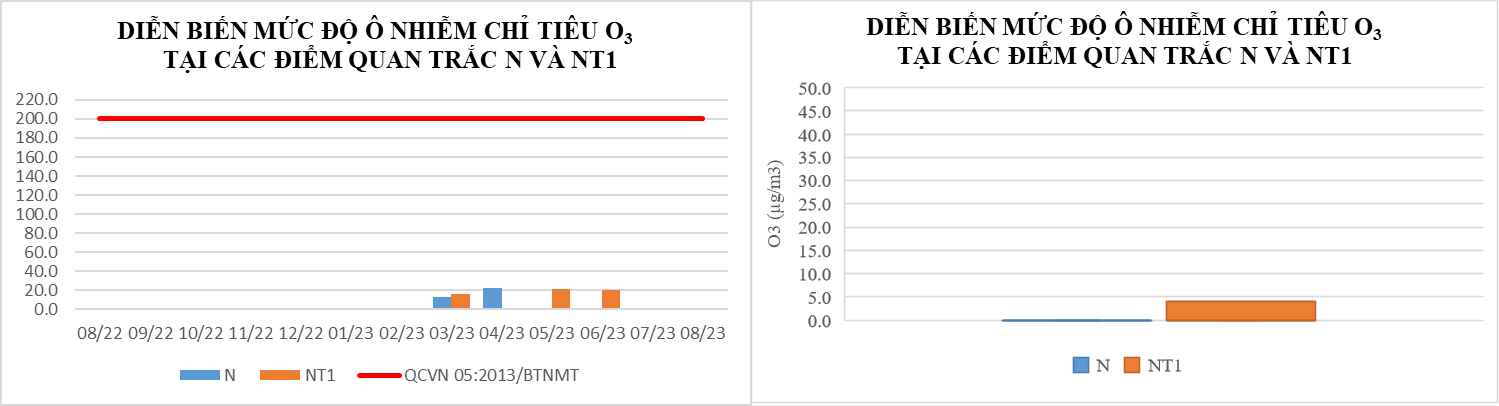 DIỄN BIẾN MỨC ĐỘ Ô NHIỄM CHỈ TIÊU O₃
TẠI CÁC ĐIỂM QUAN TRẮC N VÀ NT1
220.0
200.0
180.0
160.0
140.0
120.0
100.0
80.0
60.0
40.0
20.0
0.0
08/22 09/22 10/22 11/22 12/22 01/23 02/23 03/23 04/23 05/23 06/23 07/23 08/23
N NT1 QCVN 05:2013/BTNMT
DIỄN BIẾN MỨC ĐỘ Ô NHIỄM CHỈ TIÊU O₃
TẠI CÁC ĐIỂM QUAN TRẮC N VÀ NT1
O3 (µg/m3)
50.0
45.0
40.0
35.0
30.0
25.0
20.0
15.0
10.0
5.0
0.0
N NT1